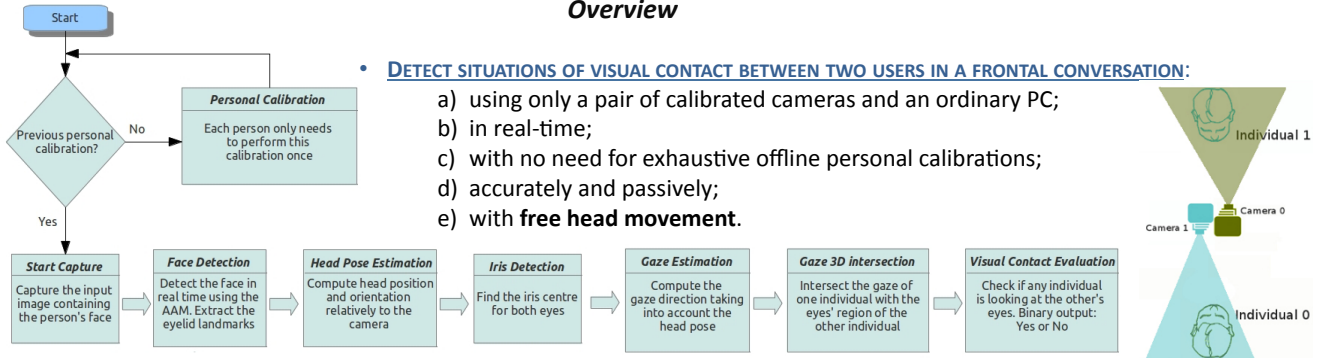 Overview
Start
Previous personal
calibration?
No
Yes
Personal Calibration
Each person only needs
to perform this
calibration once
• DETECT SITUATIONS OF VISUAL CONTACT BETWEEN TWO USERS IN A FRONTAL CONVERSATION:
a) using only a pair of calibrated cameras and an ordinary PC;
b) in real-time;
c) with no need for exhaustive offline personal calibrations;
d) accurately and passively;
e) with free head movement.
Individual 1
Camera 0
Camera 1
Individual 0
Start Capture
Capture the input
image containing
the person's face
Face Detection
Detect the face in
real time using the
AAM. Extract the
eyelid landmarks
Head Pose Estimation
Compute head position
and orientation
relatively to the
camera
Iris Detection
Find the iris centre
for both eyes
Gaze Estimation
Compute the
gaze direction taking
into account the
head pose
Gaze 3D intersection
Intersect the gaze of
one individual with the
eyes' region of the
other individual
Visual Contact Evaluation
Check if any individual
is looking at the other's
eyes. Binary output:
Yes or No